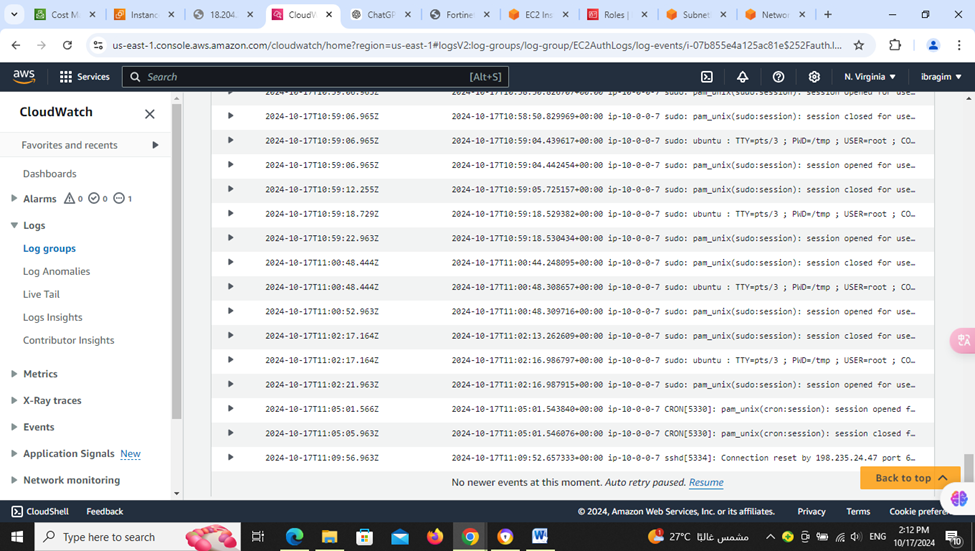 Cost M
Instanc
18.204.
CloudW
ChatGP
Fortine
EC2 Ins
Roles |
Subnet
Netwo
us-east-1.console.aws.amazon.com/cloudwatch/home?region=us-east-1#logsV2:log-groups/log-group/EC2AuthLogs/log-events/i-07b855e4a125ac81e$252Fauth.l...
aws
Services
Search
[Alt+S]
N. Virginia
ibragim
CloudWatch
Favorites and recents
Dashboards
Alarms 0 0 1
Logs
Log groups
Log Anomalies
Live Tail
Logs Insights
Contributor Insights
Metrics
X-Ray traces
Events
Application Signals New
Network monitoring
2024-10-17T10:59:06.965Z 2024-10-17T10:58:50.829969+00:00 ip-10-0-0-7 sudo: pam_unix(sudo:session): session closed for use…
2024-10-17T10:59:06.965Z 2024-10-17T10:59:04.439617+00:00 ip-10-0-0-7 sudo: ubuntu : TTY=pts/3 ; PWD=/tmp ; USER=root ; CO…
2024-10-17T10:59:06.965Z 2024-10-17T10:59:04.442454+00:00 ip-10-0-0-7 sudo: pam_unix(sudo:session): session opened for use…
2024-10-17T10:59:12.255Z 2024-10-17T10:59:05.725157+00:00 ip-10-0-0-7 sudo: pam_unix(sudo:session): session closed for use…
2024-10-17T10:59:18.729Z 2024-10-17T10:59:18.529382+00:00 ip-10-0-0-7 sudo: ubuntu : TTY=pts/3 ; PWD=/tmp ; USER=root ; CO…
2024-10-17T10:59:22.963Z 2024-10-17T10:59:18.530434+00:00 ip-10-0-0-7 sudo: pam_unix(sudo:session): session opened for use…
2024-10-17T11:00:48.444Z 2024-10-17T11:00:44.248095+00:00 ip-10-0-0-7 sudo: pam_unix(sudo:session): session closed for use…
2024-10-17T11:00:48.444Z 2024-10-17T11:00:48.308657+00:00 ip-10-0-0-7 sudo: ubuntu : TTY=pts/3 ; PWD=/tmp ; USER=root ; CO…
2024-10-17T11:00:52.963Z 2024-10-17T11:00:48.309716+00:00 ip-10-0-0-7 sudo: pam_unix(sudo:session): session opened for use…
2024-10-17T11:02:17.164Z 2024-10-17T11:02:13.262609+00:00 ip-10-0-0-7 sudo: pam_unix(sudo:session): session closed for use…
2024-10-17T11:02:17.164Z 2024-10-17T11:02:16.986797+00:00 ip-10-0-0-7 sudo: ubuntu : TTY=pts/3 ; PWD=/tmp ; USER=root ; CO…
2024-10-17T11:02:21.963Z 2024-10-17T11:02:16.987915+00:00 ip-10-0-0-7 sudo: pam_unix(sudo:session): session opened for use…
2024-10-17T11:05:01.566Z 2024-10-17T11:05:01.543840+00:00 ip-10-0-0-7 CRON[5330]: pam_unix(cron:session): session opened f…
2024-10-17T11:05:05.963Z 2024-10-17T11:05:01.546076+00:00 ip-10-0-0-7 CRON[5330]: pam_unix(cron:session): session closed f…
2024-10-17T11:09:56.963Z 2024-10-17T11:09:52.657333+00:00 ip-10-0-0-7 sshd[5334]: Connection reset by 198.235.24.47 port 6…
No newer events at this moment. Auto retry paused. Resume
Back to top
CloudShell
Feedback
© 2024, Amazon Web Services, Inc. or its affiliates.
Privacy
Terms
Cookie prefere
Type here to search
27°C مشمس غالبًا
ENG
2:12 PM
10/17/2024
10